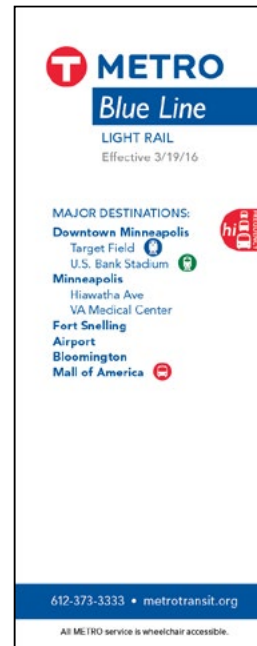 T METRO
Blue Line
LIGHT RAIL
Effective 3/19/16
MAJOR DESTINATIONS:
hi
Downtown Minneapolis
Target Field
U.S. Bank Stadium
Minneapolis
Hiawatha Ave
VA Medical Center
Fort Snelling
Airport
Bloomington
Mall of America
612-373-3333 • metrotransit.org
All METRO service is wheelchair accessible.